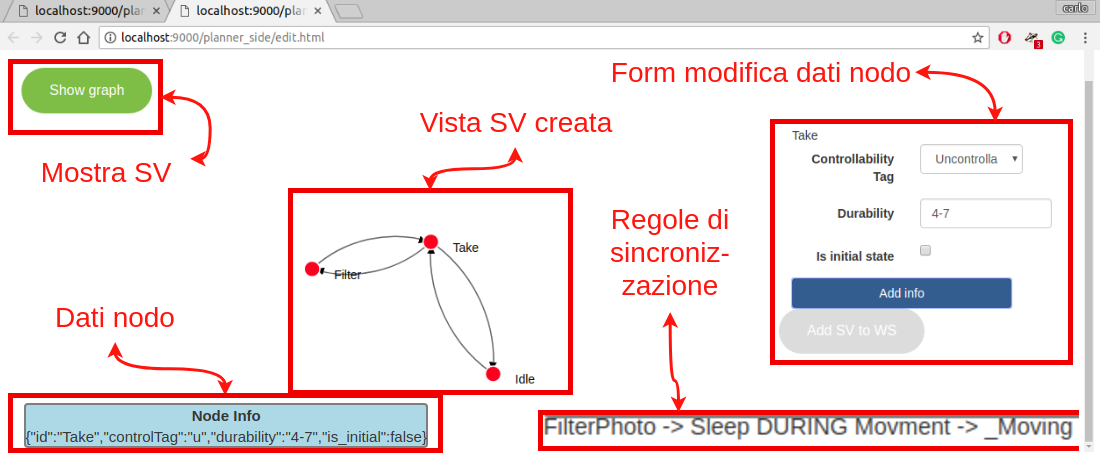 localhost:9000/plan
localhost:9000/plan
carlo
localhost:9000/planner_side/edit.html
3
Show graph
Mostra SV
Vista SV creata
Form modifica dati nodo
Take
Controllability
Tag
Uncontrolla
Durability
4-7
Is initial state
Add info
Add SV to WS
Take
Filter
Idle
Regole di
sincroniz-
zazione
Dati nodo
Node Info
{"id":"Take","controlTag":"u","durability":"4-7","is_initial":false}
FilterPhoto -> Sleep DURING Movment -> _Moving